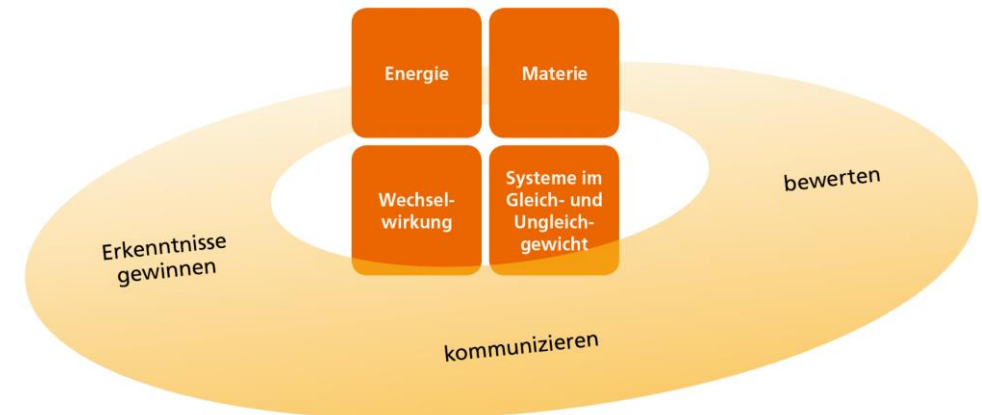 Energie
Materie
Wechsel-
wirkung
Systeme im
Gleich- und
Ungleich-
gewicht
bewerten
Erkenntnisse
gewinnen
kommunizieren